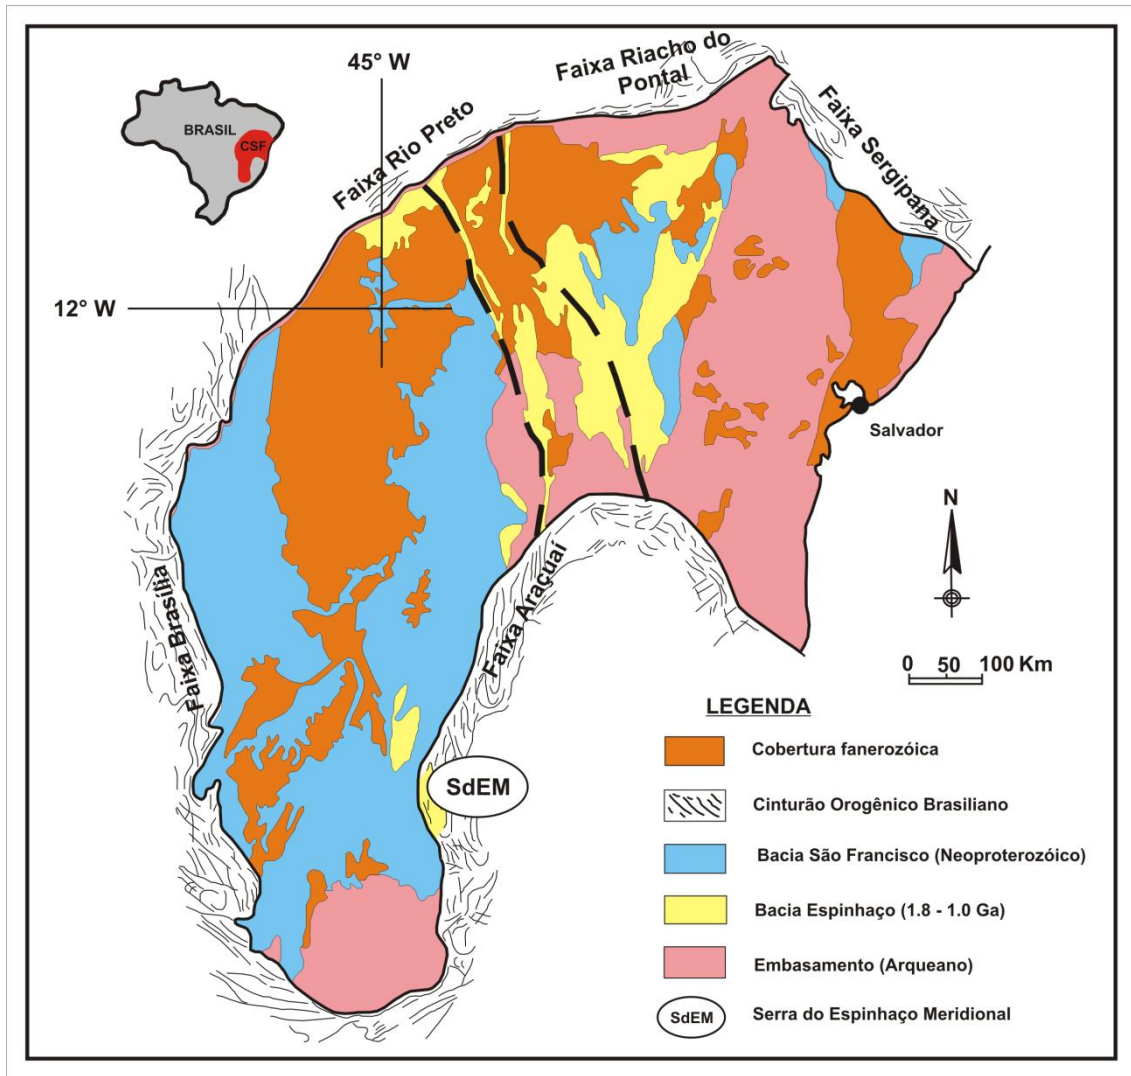 45° W
BRASIL
CSF
Faixa Riacho do
Pontal
Faixa Rio Preto
Faixa Sergipana
12° W
Salvador
N
Faixa Brasília
Faixa Araçuaí
0 50 100 Km
SdEM
LEGENDA
Cobertura fanerozóica
Cinturão Orogênico Brasiliano
Bacia São Francisco (Neoproterozóico)
Bacia Espinhaço (1.8 - 1.0 Ga)
Embasamento (Arqueano)
SdEM Serra do Espinhaço Meridional